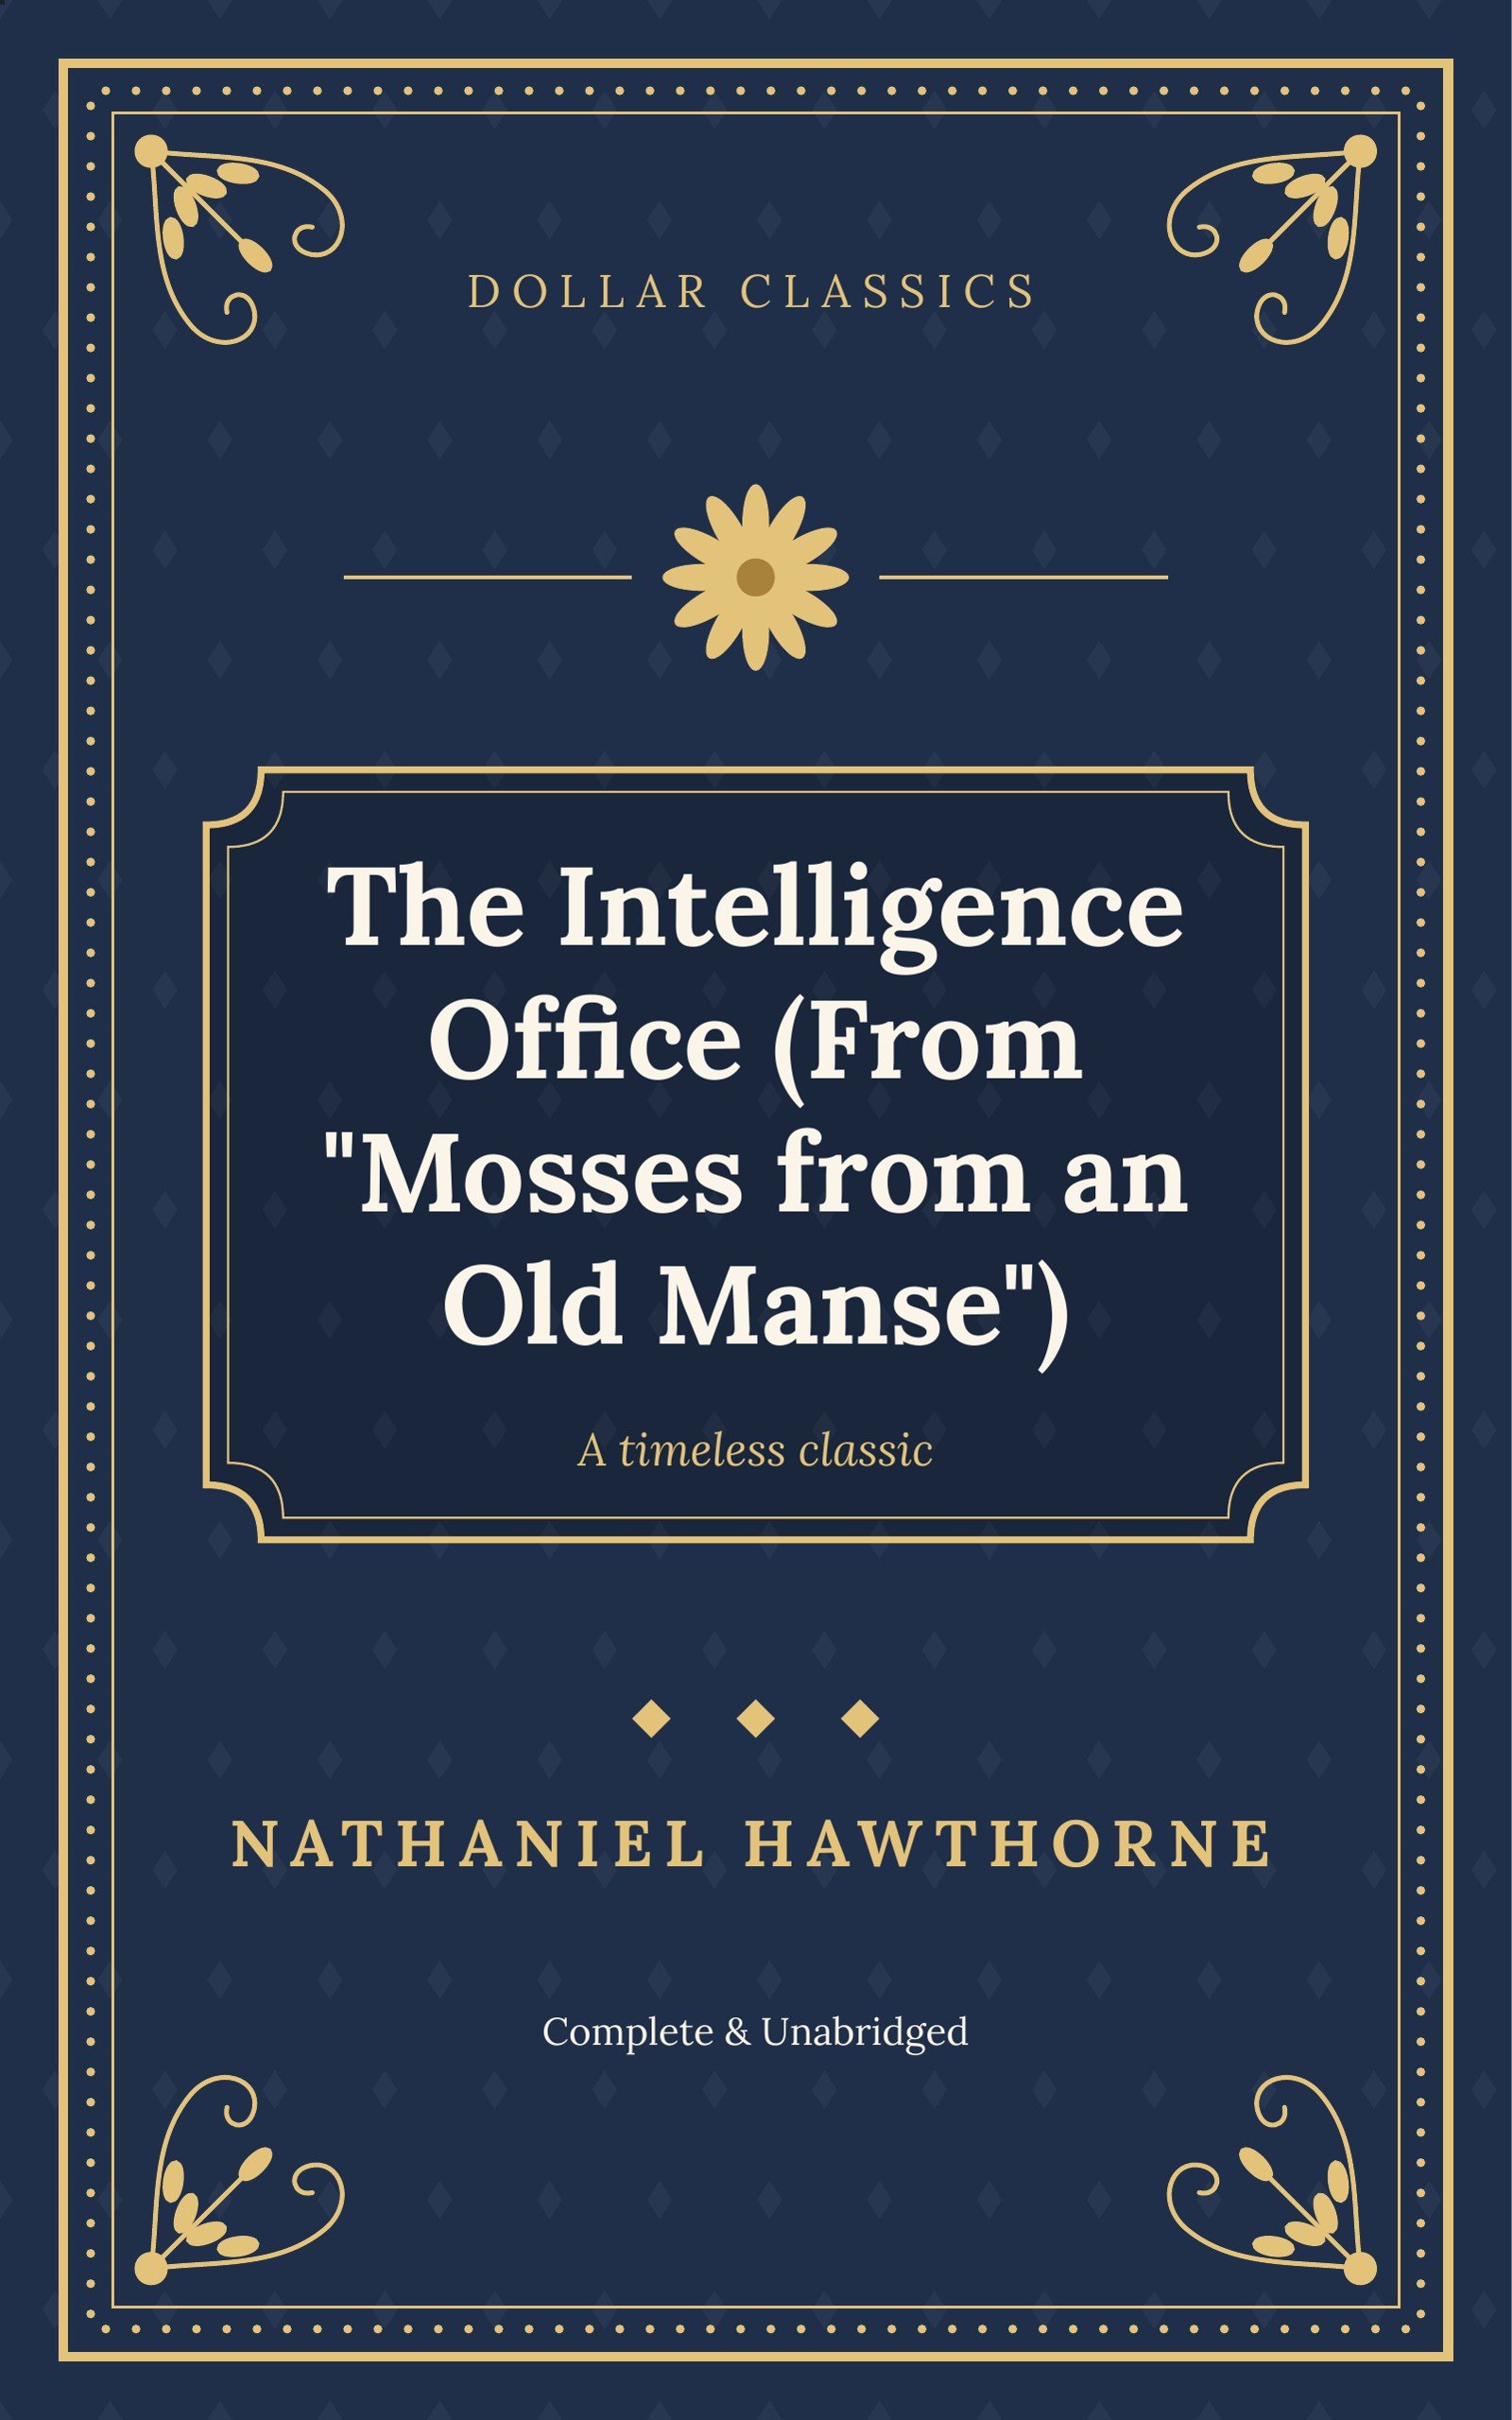 DOLLAR CLASSICS
The Intelligence
Office (From
"Mosses from an
Old Manse")
A timeless classic
NATHANIEL HAWTHORNE
Complete & Unabridged